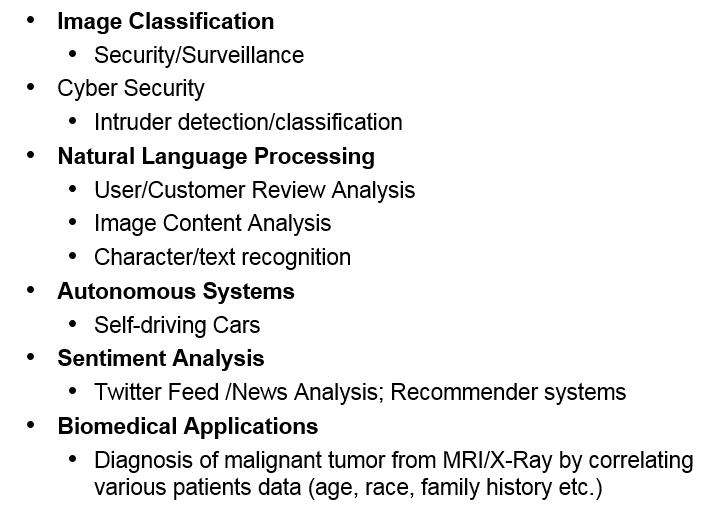 • Image Classification
• Security/Surveillance
• Cyber Security
• Intruder detection/classification
• Natural Language Processing
• User/Customer Review Analysis
• Image Content Analysis
• Character/text recognition
• Autonomous Systems
• Self-driving Cars
• Sentiment Analysis
• Twitter Feed /News Analysis; Recommender systems
• Biomedical Applications
• Diagnosis of malignant tumor from MRI/X-Ray by correlating
various patients data (age, race, family history etc.)